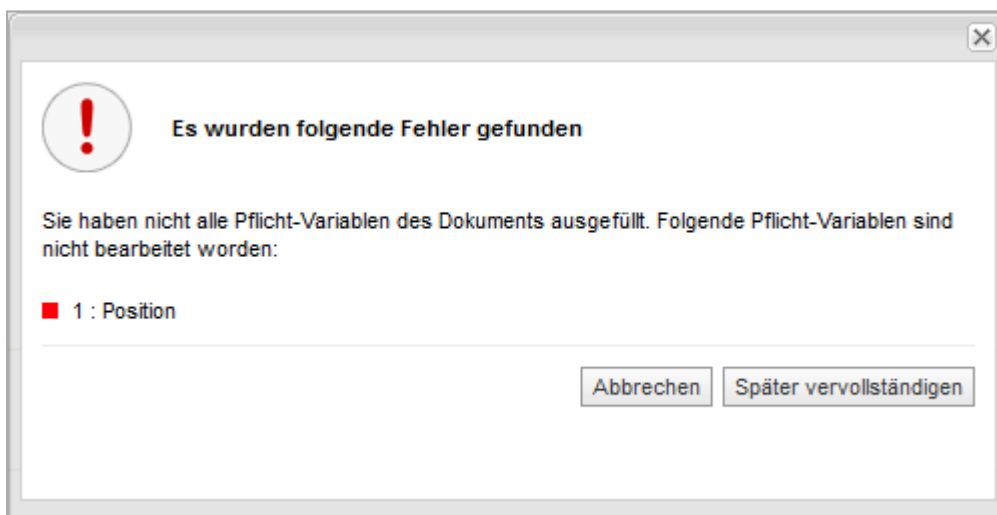 Es wurden folgende Fehler gefunden
Sie haben nicht alle Pflicht-Variablen des Dokuments ausgefüllt. Folgende Pflicht-Variablen sind
nicht bearbeitet worden:
1 : Position
Abbrechen Später vervollständigen